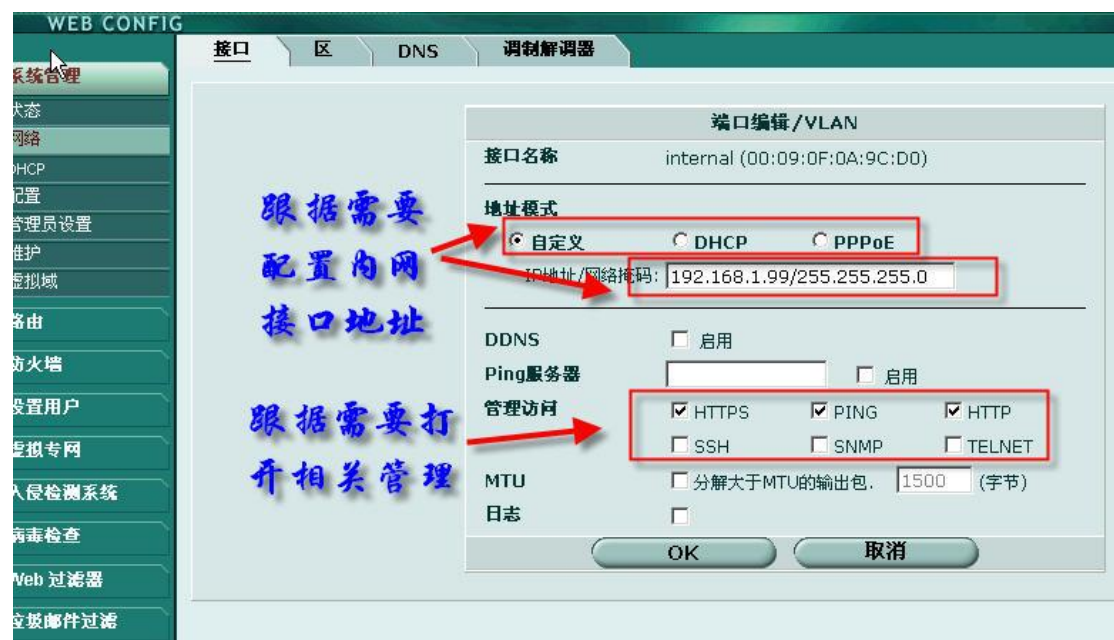 WEB CONFIG
接口 区 DNS 调制解调器
系统管理
状态
网络
DHCP
配置
管理员设置
维护
虚拟域
路由
防火墙
设置用户
虚拟专网
入侵检测系统
病毒检查
Web 过滤器
垃圾邮件过滤
跟据需要
配置内网
接口地址
跟据需要打
开相关管理
端口编辑/VLAN
接口名称 internal (00:09:0F:0A:9C:D0)
地址模式
自定义 DHCP PPPoE
IP地址/网络掩码: 192.168.1.99/255.255.255.0
DDNS 启用
Ping服务器 启用
管理访问 HTTPS PING HTTP
SSH SNMP TELNET
MTU 分解大于MTU的输出包. 1500 (字节)
日志
OK 取消